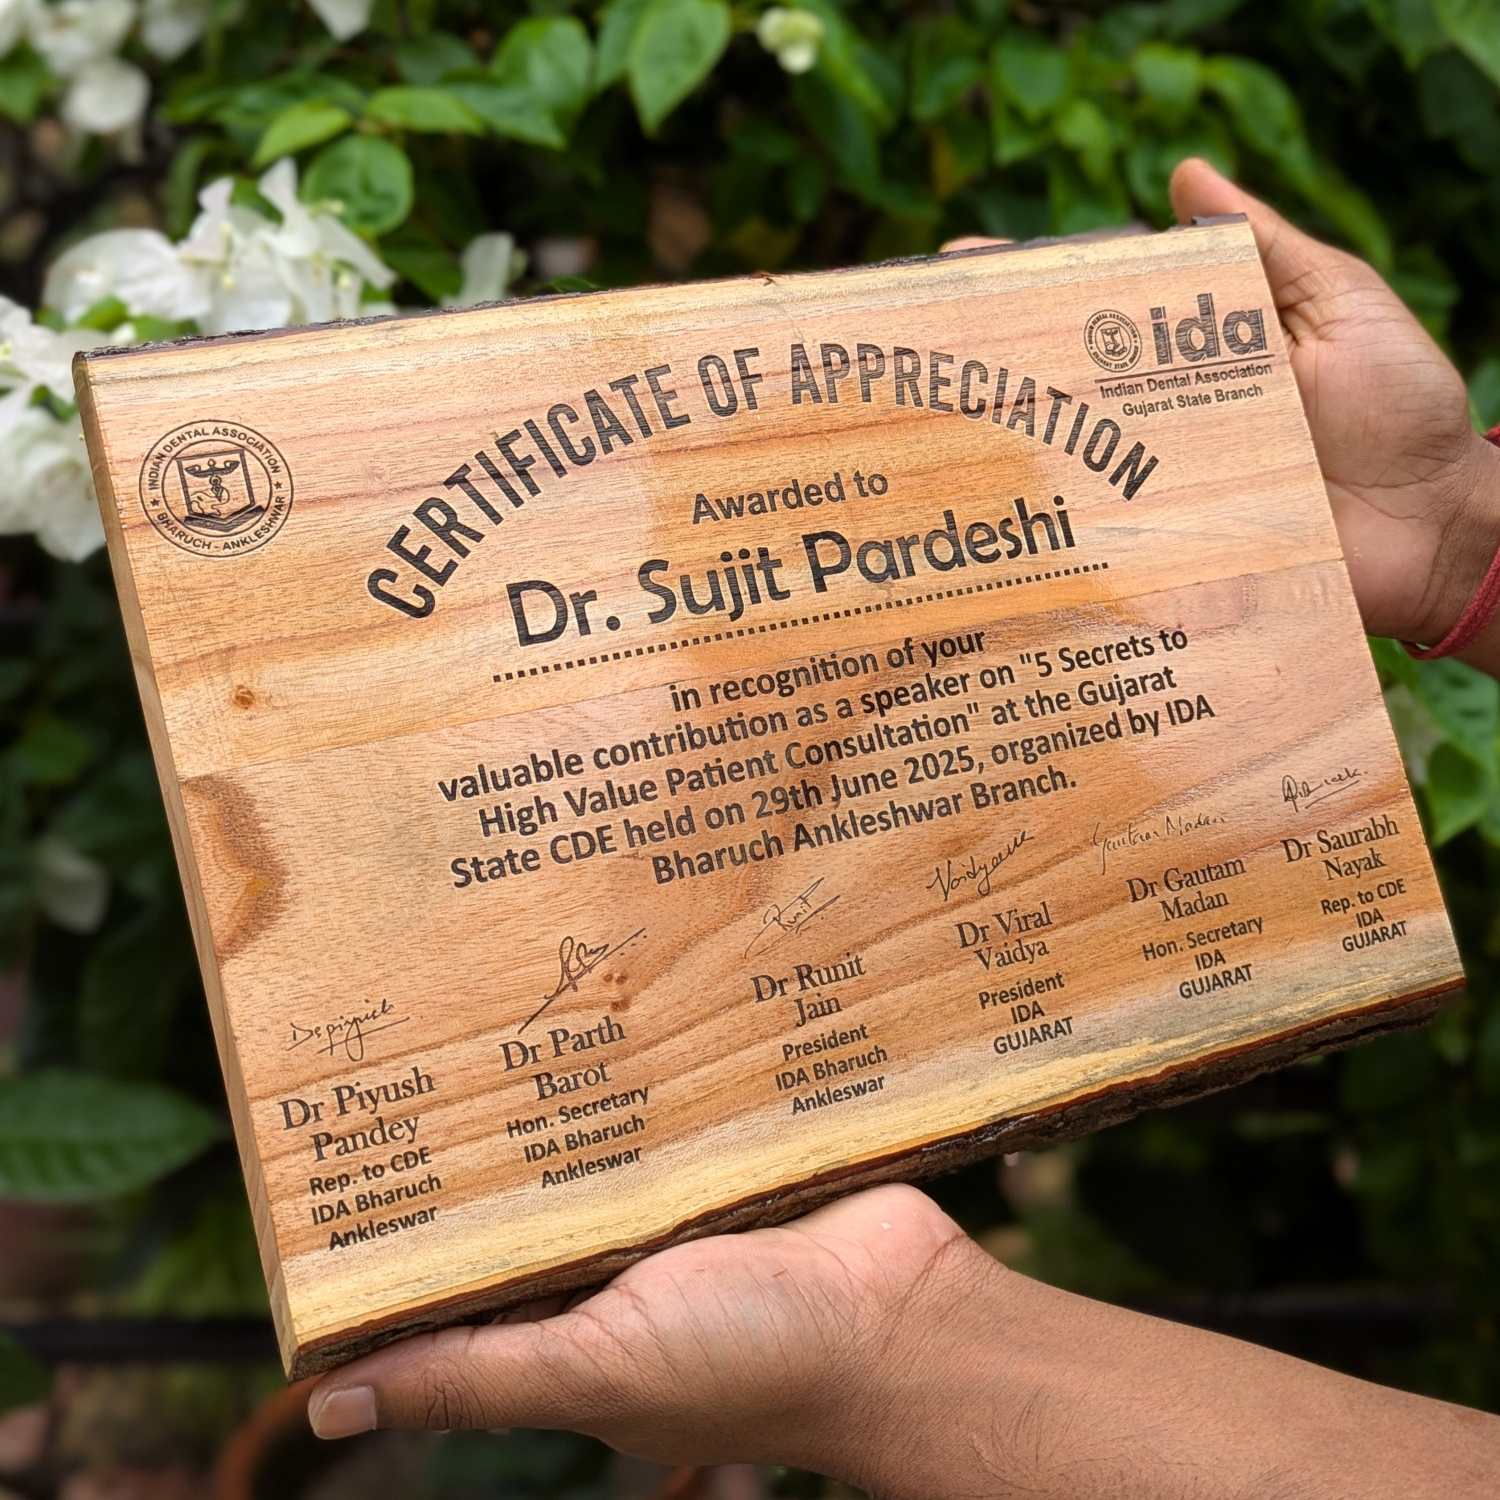 INDIAN DENTAL ASSOCIATION
★ BHARUCH - ANKLESHWAR ★
ida
Indian Dental Association
Gujarat State Branch
CERTIFICATE OF APPRECIATION
Awarded to
Dr. Sujit Pardeshi
in recognition of your
valuable contribution as a speaker on "5 Secrets to
High Value Patient Consultation" at the Gujarat
State CDE held on 29th June 2025, organized by IDA
Bharuch Ankleshwar Branch.
Dr Piyush
Pandey
Rep. to CDE
IDA Bharuch
Ankleswar
Dr Parth
Barot
Hon. Secretary
IDA Bharuch
Ankleswar
Runit
Dr Runit
Jain
President
IDA Bharuch
Ankleswar
Dr Viral
Vaidya
President
IDA
GUJARAT
Gautam Madan
Dr Gautam
Madan
Hon. Secretary
IDA
GUJARAT
Dr Saurabh
Nayak
Rep. to CDE
IDA
GUJARAT